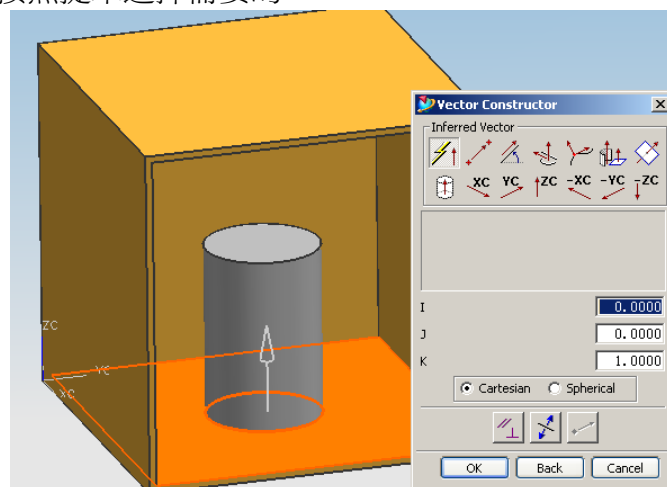 Vector Constructor
Inferred Vector
XC YC ZC -XC -YC -ZC
I 0.0000
J 0.0000
K 1.0000
Cartesian Spherical
OK Back Cancel
ZC
YC
XC